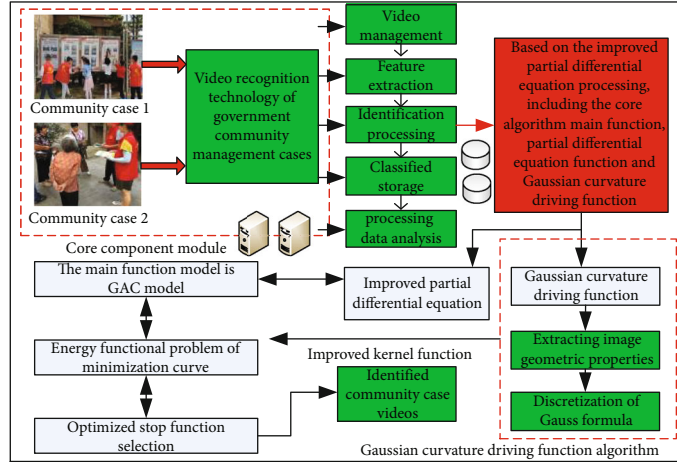 Community case 1
Community case 2
Video recognition
technology of
government
community
management cases
Video
management
Feature
extraction
Identification
processing
Classified
storage
processing
data analysis
Based on the improved
partial differential
equation processing,
including the core
algorithm main function,
partial differential
equation function and
Gaussian curvature
driving function
Core component module
The main function model is
GAC model
Improved partial
differential equation
Gaussian curvature
driving function
Energy functional problem of
minimization curve
Improved kernel function
Extracting image
geometric properties
Identified
community case
videos
Discretization of
Gauss formula
Optimized stop function
selection
Gaussian curvature driving function algorithm